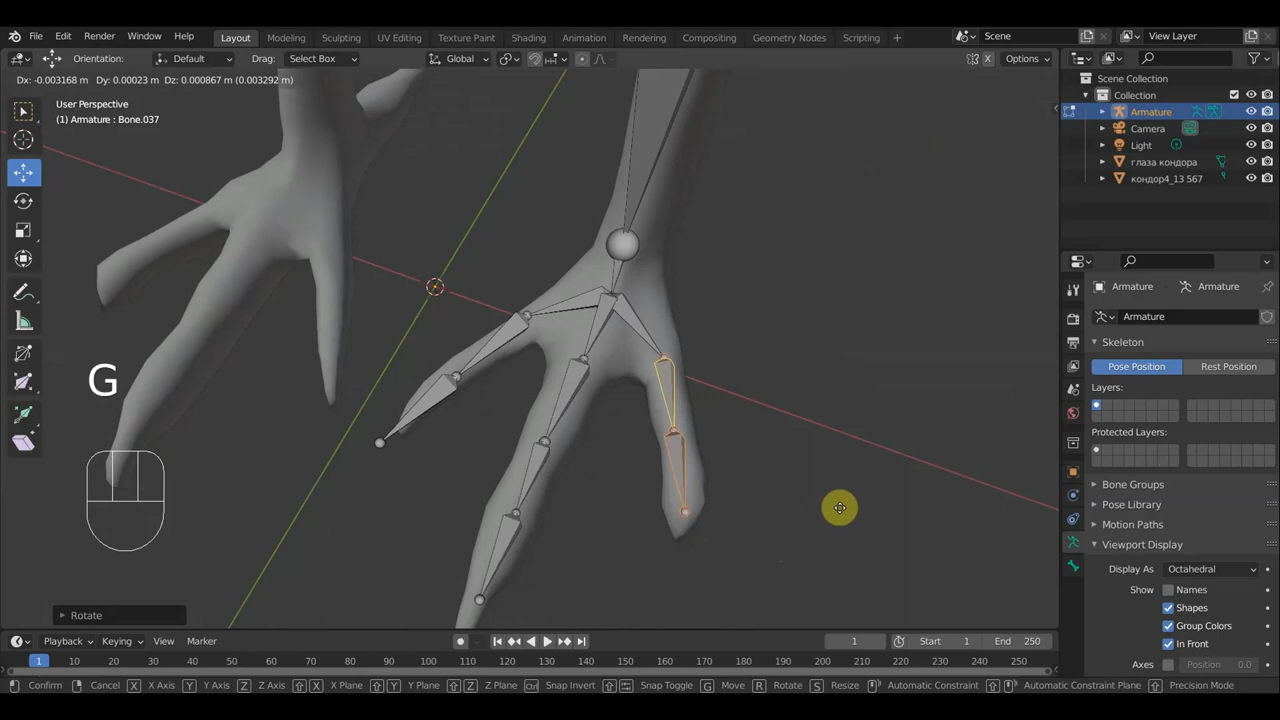 File Edit Render Window Help Layout Modeling Sculpting UV Editing Texture Paint Shading Animation Rendering Compositing Geometry Nodes Scripting + Scene View Layer
Orientation: Default Drag: Select Box Global X Options
Dx: -0.003168 m Dy: 0.00023 m Dz: 0.000867 m (0.003292 m)
User Perspective
(1) Armature : Bone.037
G
Rotate
Scene Collection
Collection
Armature
Camera
Light
глаза кондора
кондор4_13 567
Armature Armature
Armature
Skeleton
Pose Position Rest Position
Layers:
Protected Layers:
Bone Groups
Pose Library
Motion Paths
Viewport Display
Display As Octahedral
Show Names
Shapes
Group Colors
In Front
Axes Position 0.0
Playback Keying View Marker 1 Start 1 End 250
1 10 20 30 40 50 60 70 80 90 100 110 120 130 140 150 160 170 180 190 200 210 220 230 240 250
Confirm Cancel X X Axis Y Y Axis Z Z Axis X X Plane Y Y Plane Z Z Plane Ctrl Snap Invert Snap Toggle G Move R Rotate S Resize Automatic Constraint Automatic Constraint Plane Precision Mode